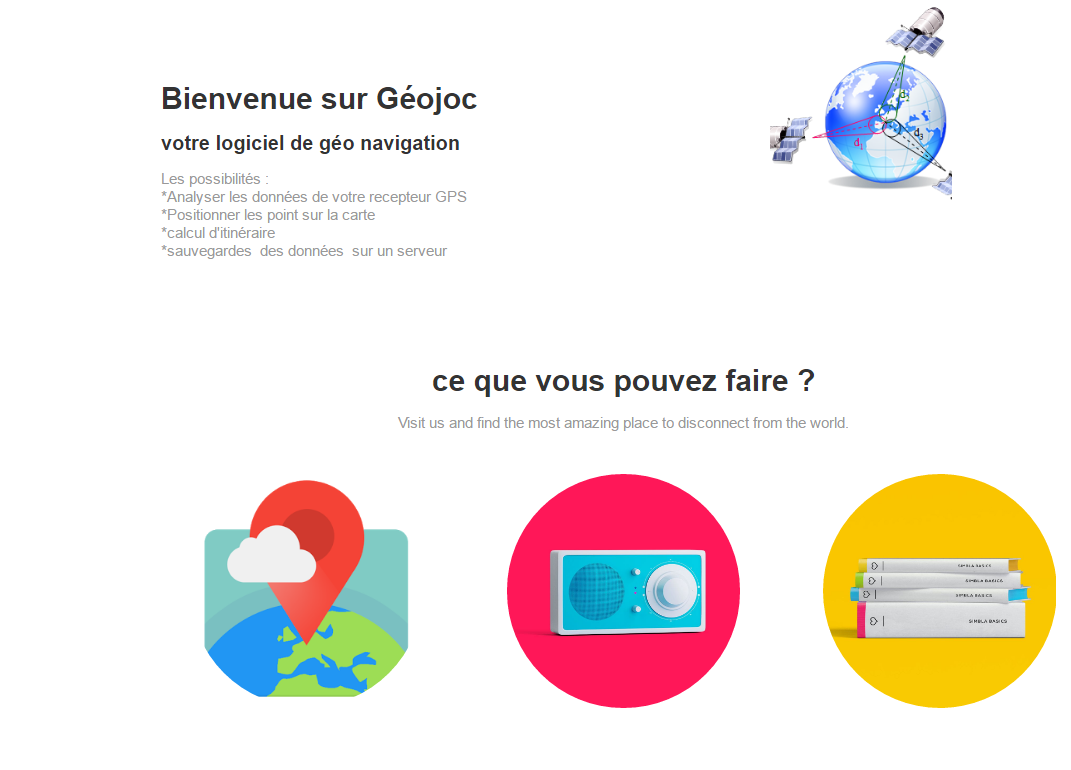 Bienvenue sur Géojoc
votre logiciel de géo navigation
Les possibilités :
*Analyser les données de votre recepteur GPS
*Positionner les point sur la carte
*calcul d'itinéraire
*sauvegardes  des données  sur un serveur
d2
d1
d3
ce que vous pouvez faire ?
Visit us and find the most amazing place to disconnect from the world.
SIMBLA BASICS
SIMBLA BASICS
SIMBLA BASICS
SIMBLA BASICS